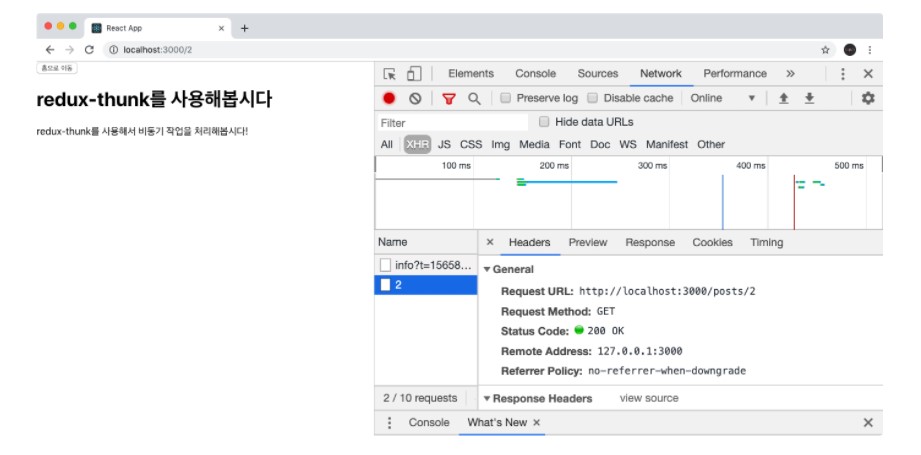 React App × +
localhost:3000/2
홈으로 이동
redux-thunk를 사용해봅시다
redux-thunk를 사용해서 비동기 작업을 처리해봅시다!
Elements Console Sources Network Performance »
Preserve log Disable cache Online
Filter Hide data URLs
All XHR JS CSS Img Media Font Doc WS Manifest Other
100 ms 200 ms 300 ms 400 ms 500 ms
Name × Headers Preview Response Cookies Timing
info?t=15658...
2
General
Request URL: http://localhost:3000/posts/2
Request Method: GET
Status Code: 200 OK
Remote Address: 127.0.0.1:3000
Referrer Policy: no-referrer-when-downgrade
2 / 10 requests
Response Headers view source
Console What's New ×